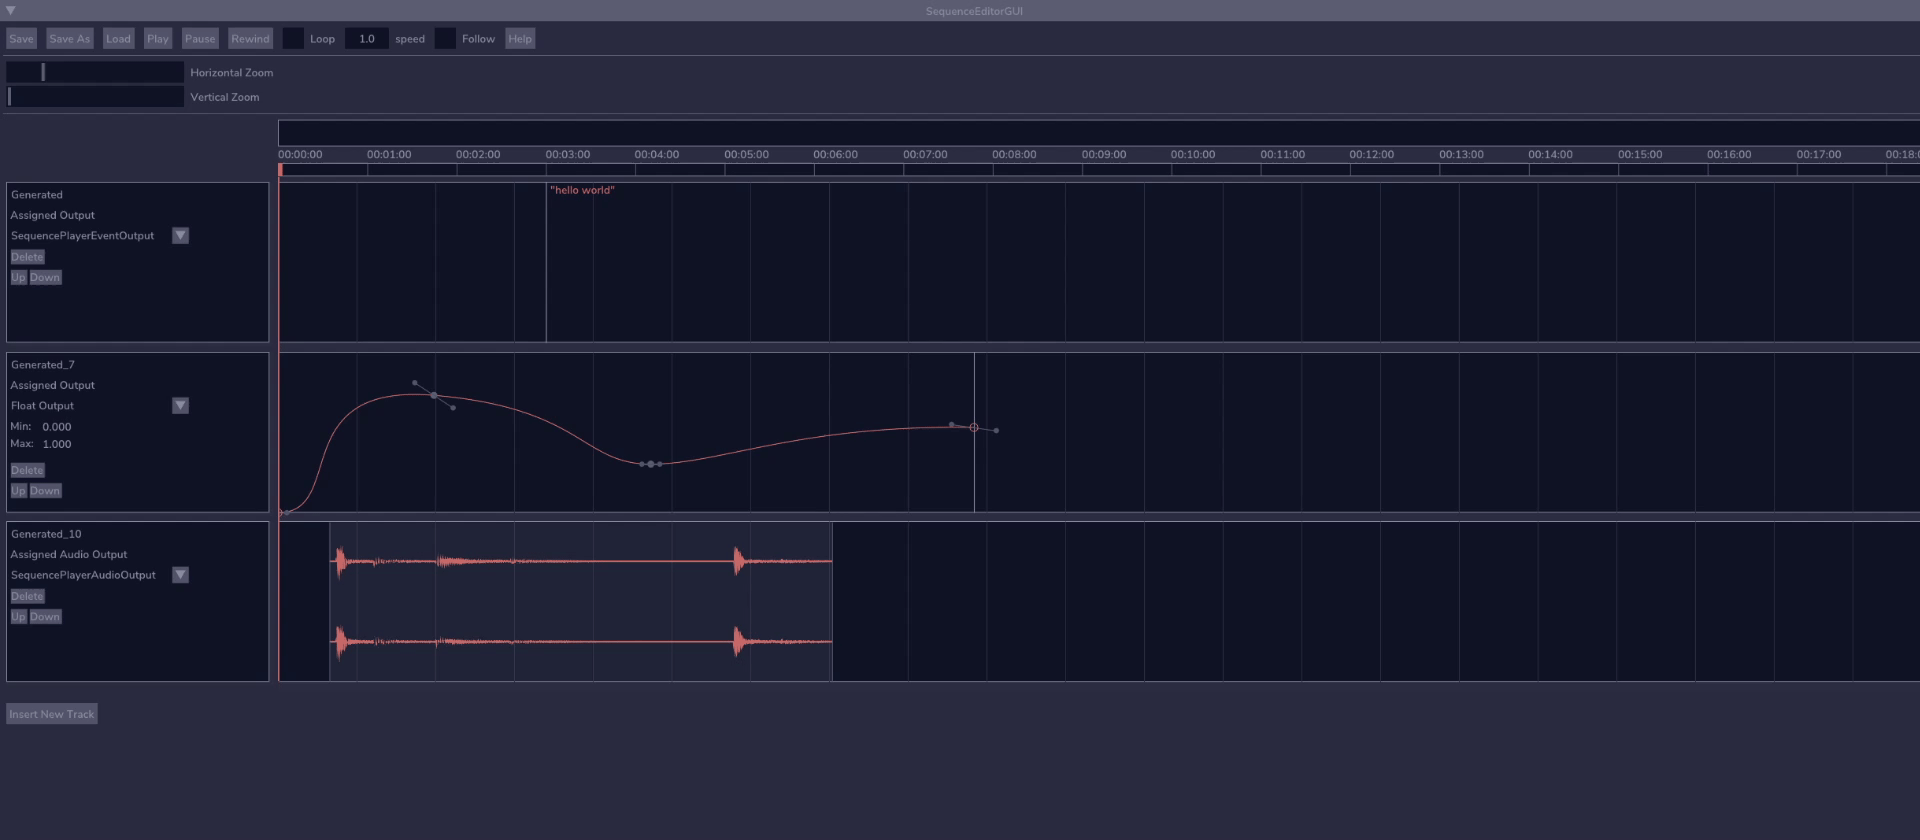 SequenceEditorGUI
Save Save As Load Play Pause Rewind Loop 1.0 speed Follow Help
Horizontal Zoom
Vertical Zoom
00:00:00 00:01:00 00:02:00 00:03:00 00:04:00 00:05:00 00:06:00 00:07:00 00:08:00 00:09:00 00:10:00 00:11:00 00:12:00 00:13:00 00:14:00 00:15:00 00:16:00 00:17:00 00:18:
Generated
Assigned Output
SequencePlayerEventOutput
Delete
Up Down
"hello world"
Generated_7
Assigned Output
Float Output
Min: 0.000
Max: 1.000
Delete
Up Down
Generated_10
Assigned Audio Output
SequencePlayerAudioOutput
Delete
Up Down
Insert New Track